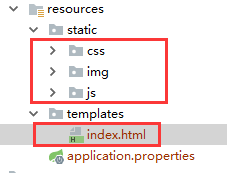 resources
static
css
img
js
templates
index.html
application.properties